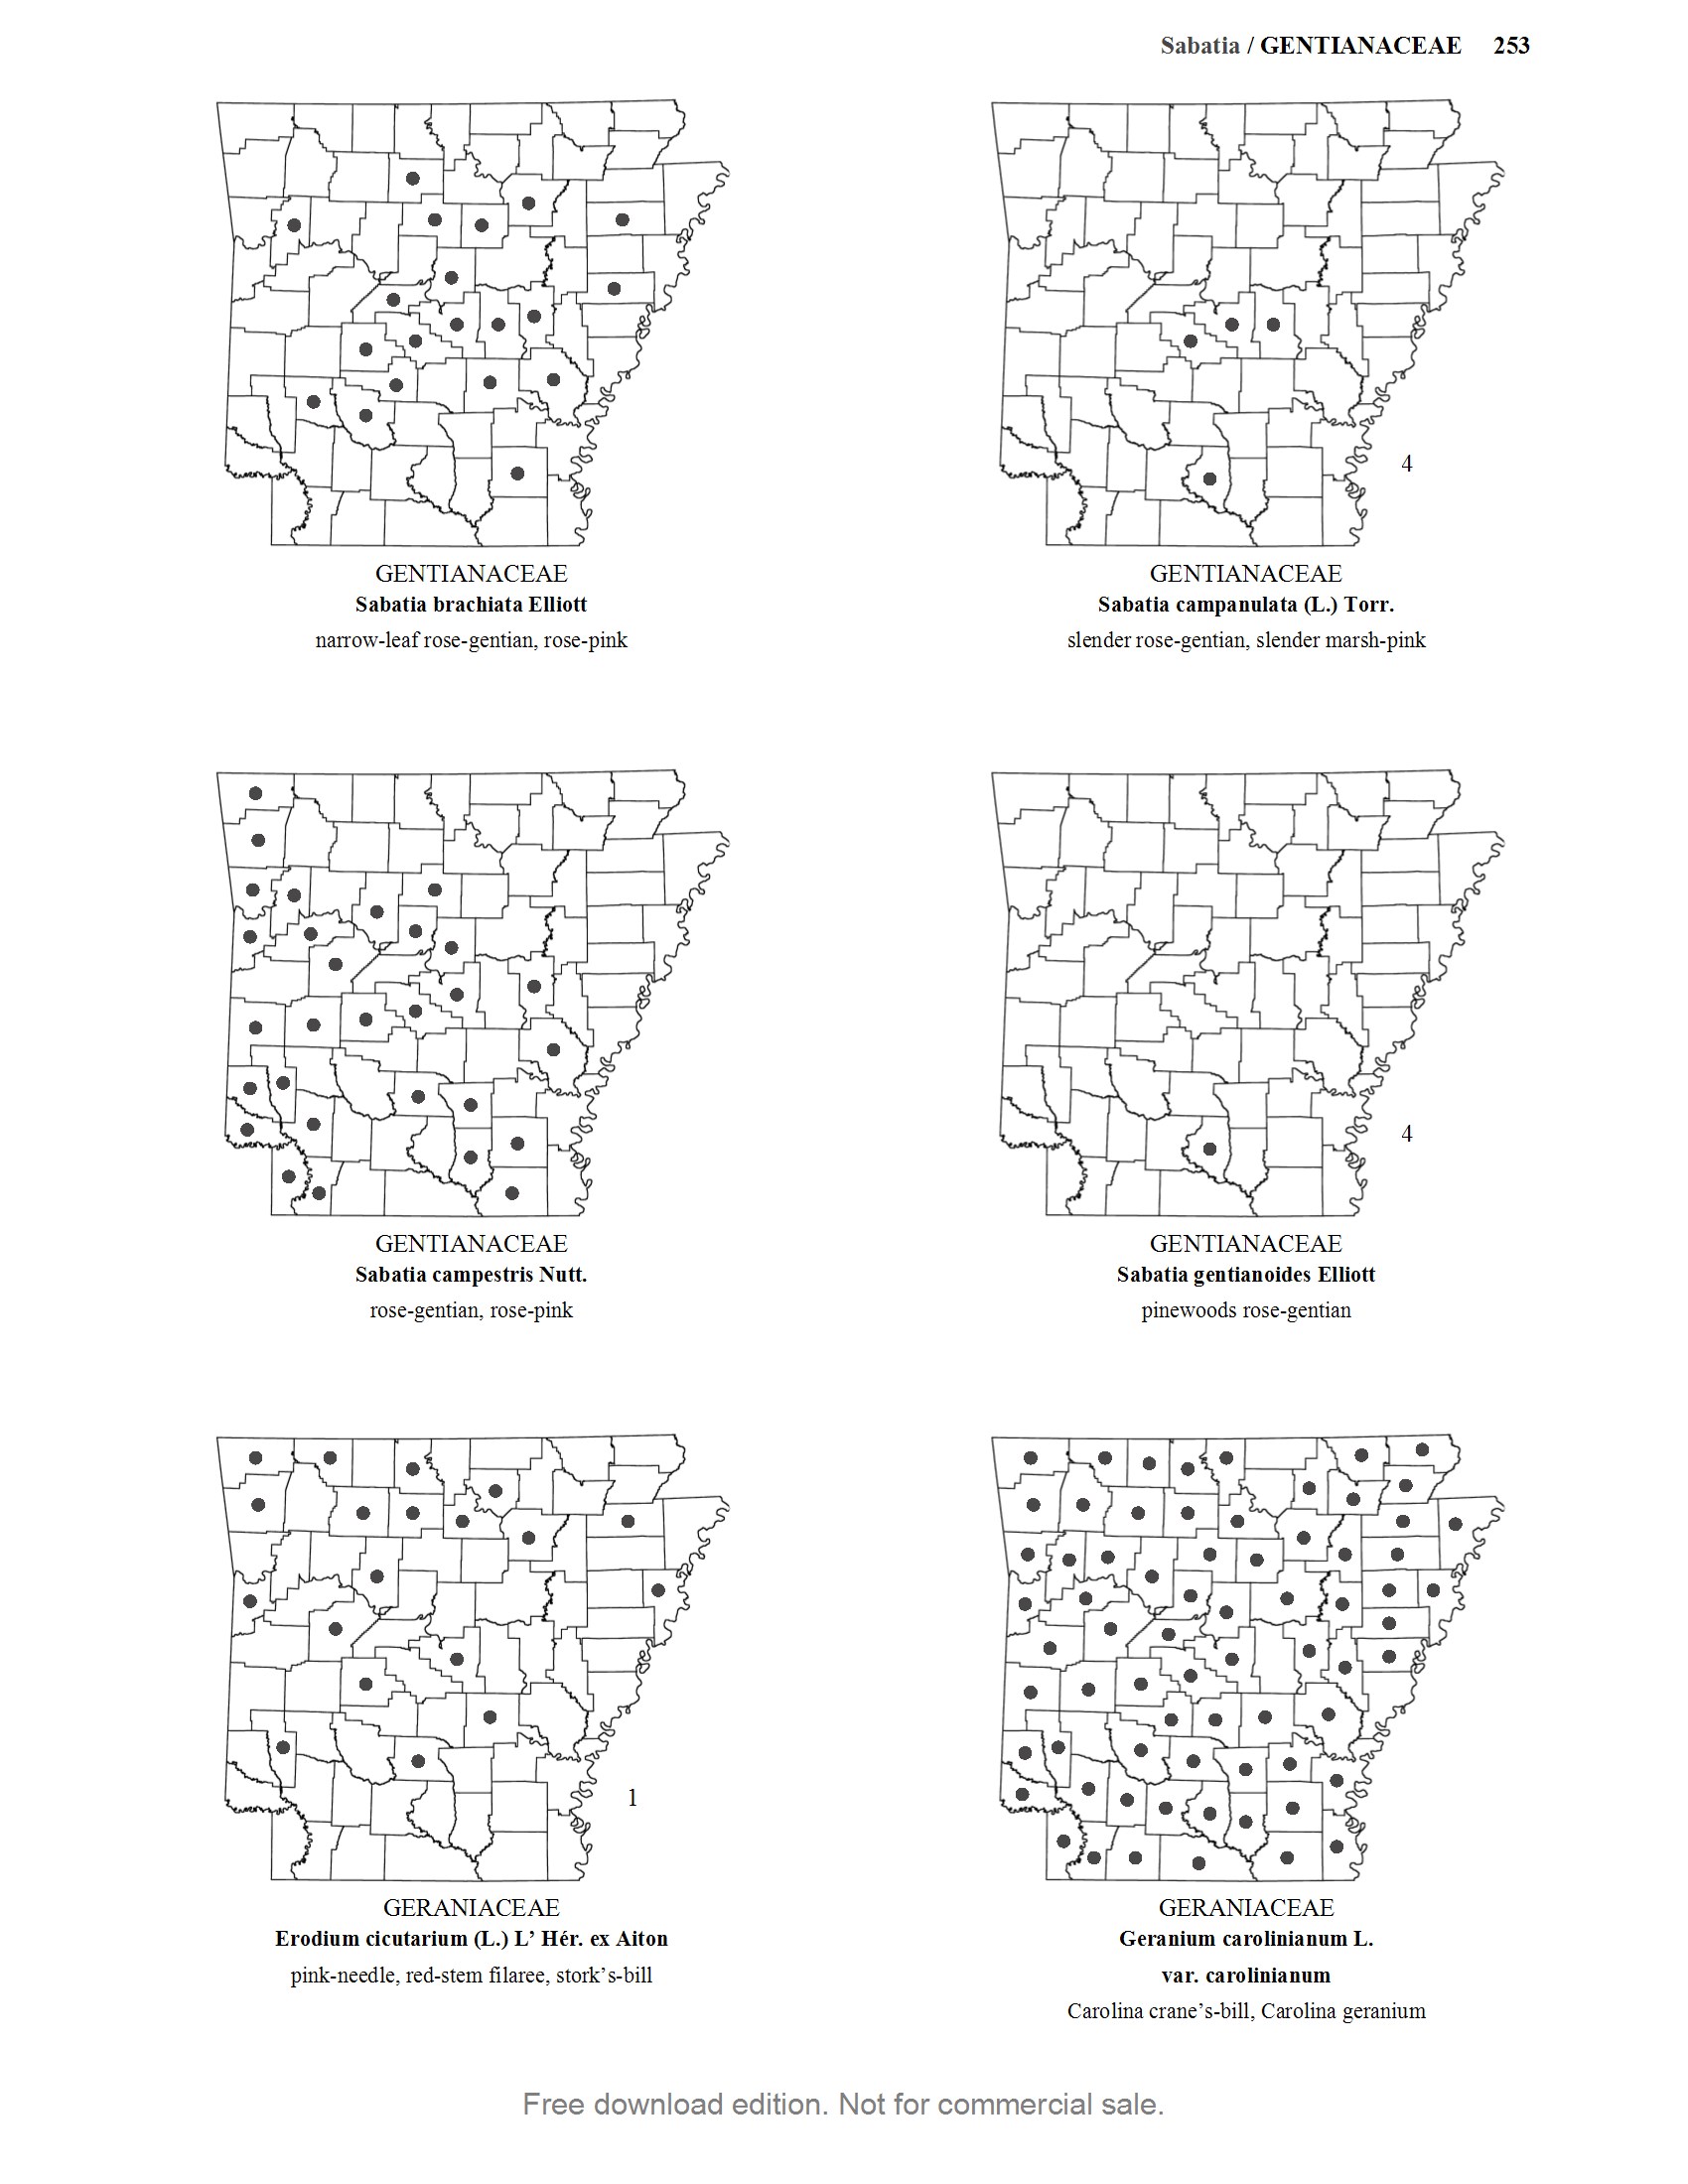 Sabatia / GENTIANACEAE 253
GENTIANACEAE
Sabatia brachiata Elliott
narrow-leaf rose-gentian, rose-pink
4
GENTIANACEAE
Sabatia campanulata (L.) Torr.
slender rose-gentian, slender marsh-pink
GENTIANACEAE
Sabatia campestris Nutt.
rose-gentian, rose-pink
4
GENTIANACEAE
Sabatia gentianoides Elliott
pinewoods rose-gentian
1
GERANIACEAE
Erodium cicutarium (L.) L’ Hér. ex Aiton
pink-needle, red-stem filaree, stork’s-bill
GERANIACEAE
Geranium carolinianum L.
var. carolinianum
Carolina crane’s-bill, Carolina geranium
Free download edition. Not for commercial sale.